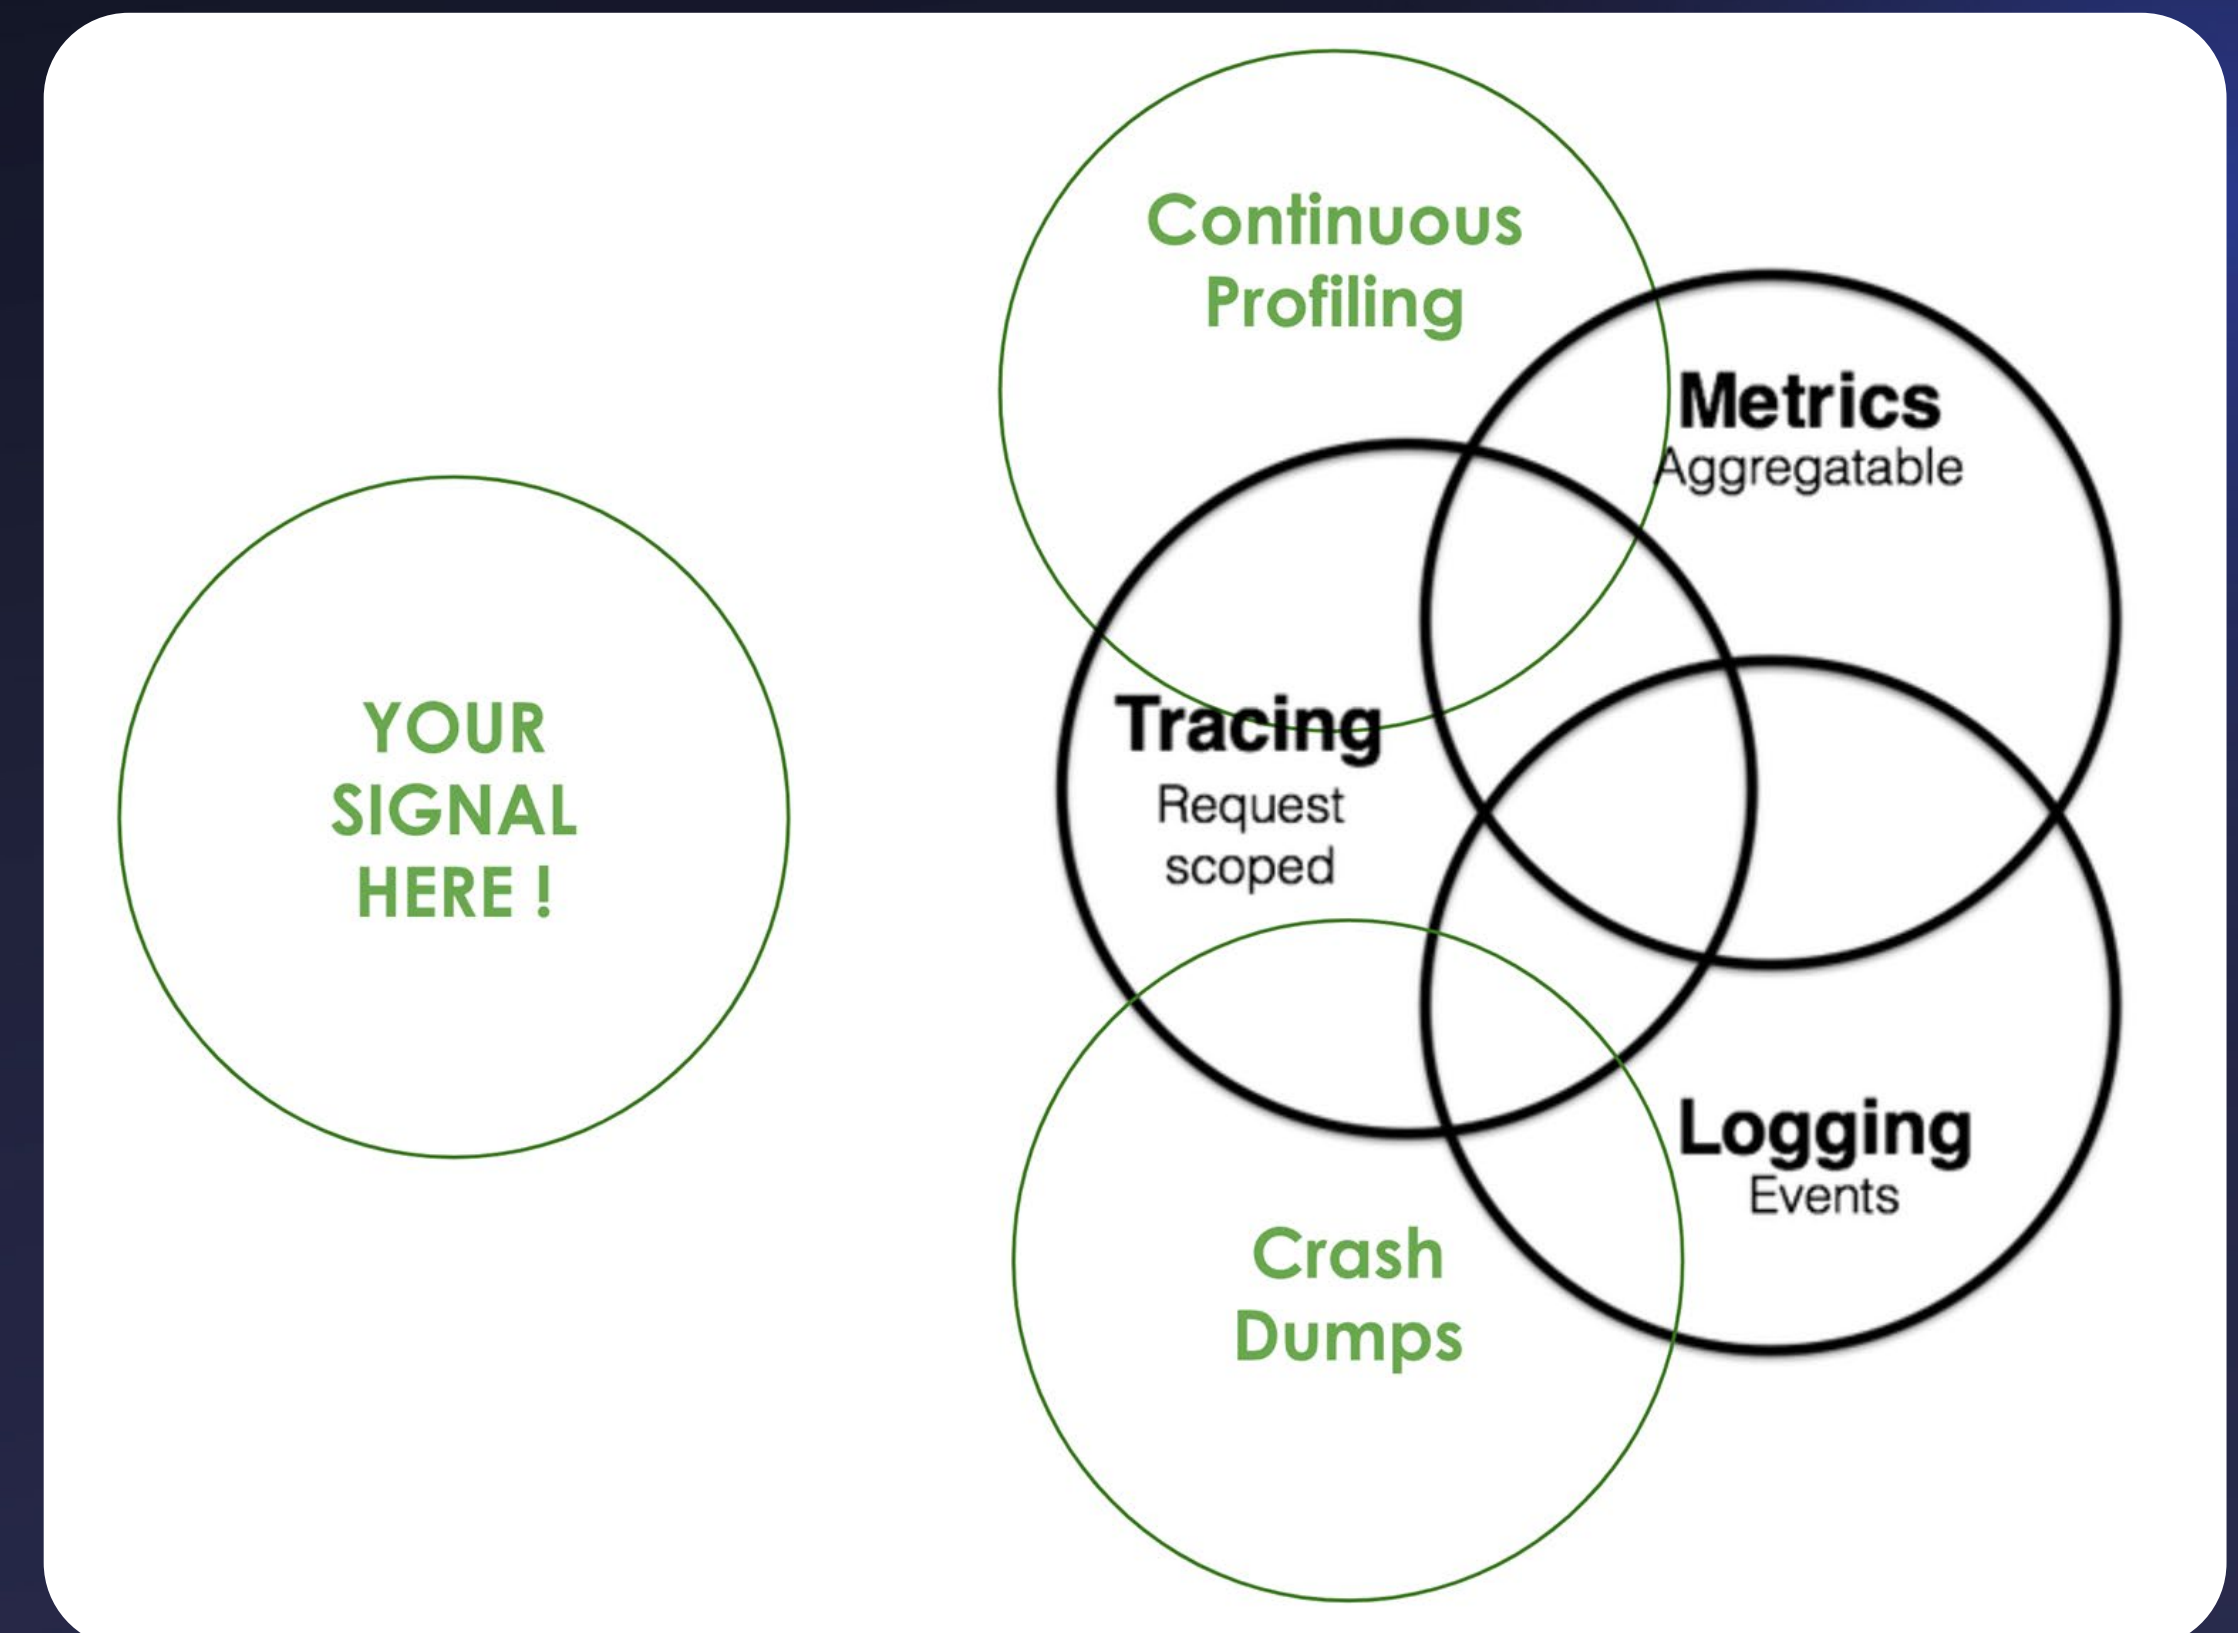 Continuous
Profiling
Metrics
Aggregatable
YOUR
SIGNAL
HERE !
Tracing
Request
scoped
Logging
Events
Crash
Dumps